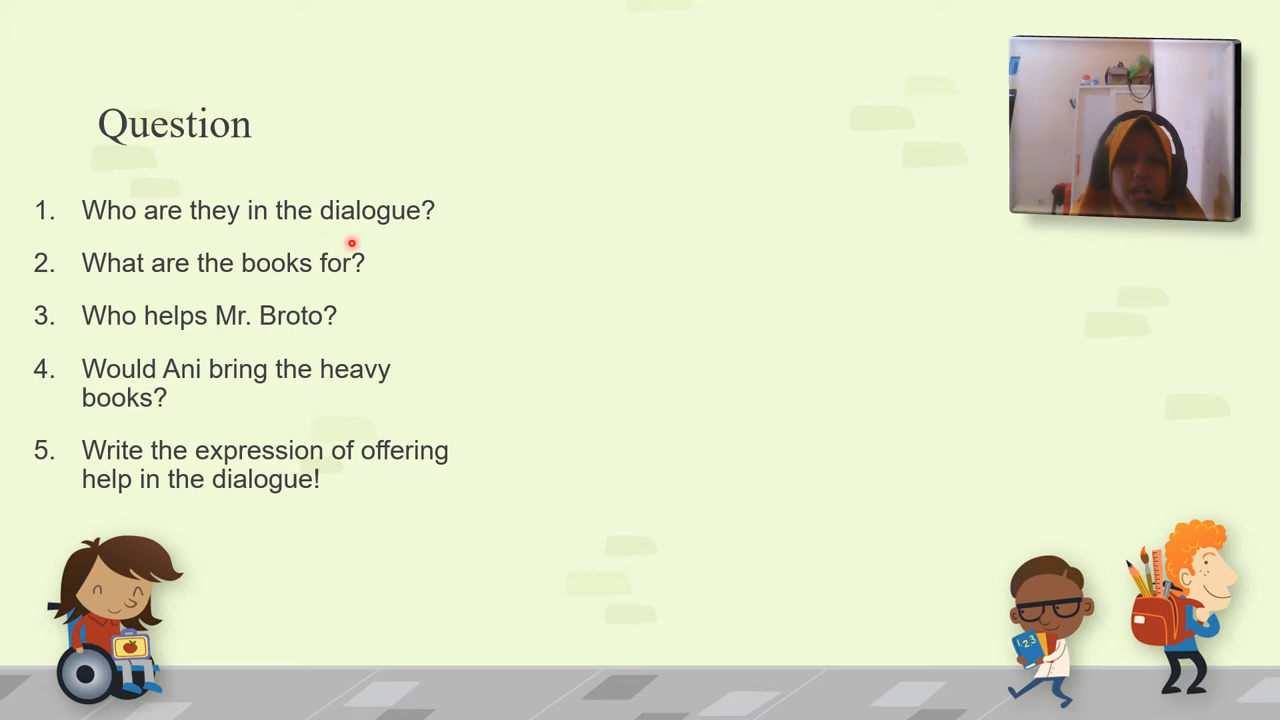 Question
1. Who are they in the dialogue?
2. What are the books for?
3. Who helps Mr. Broto?
4. Would Ani bring the heavy
books?
5. Write the expression of offering
help in the dialogue!
123